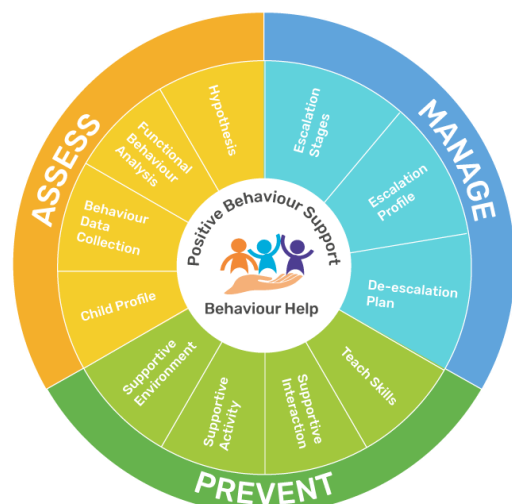 ASSESS
Child Profile
Behaviour
Data
Collection
Functional
Behaviour
Analysis
Hypothesis
MANAGE
Escalation
Stages
Escalation
Profile
De-escalation
Plan
PREVENT
Supportive
Environment
Supportive
Activity
Supportive
Interaction
Teach Skills
Positive Behaviour Support
Behaviour Help